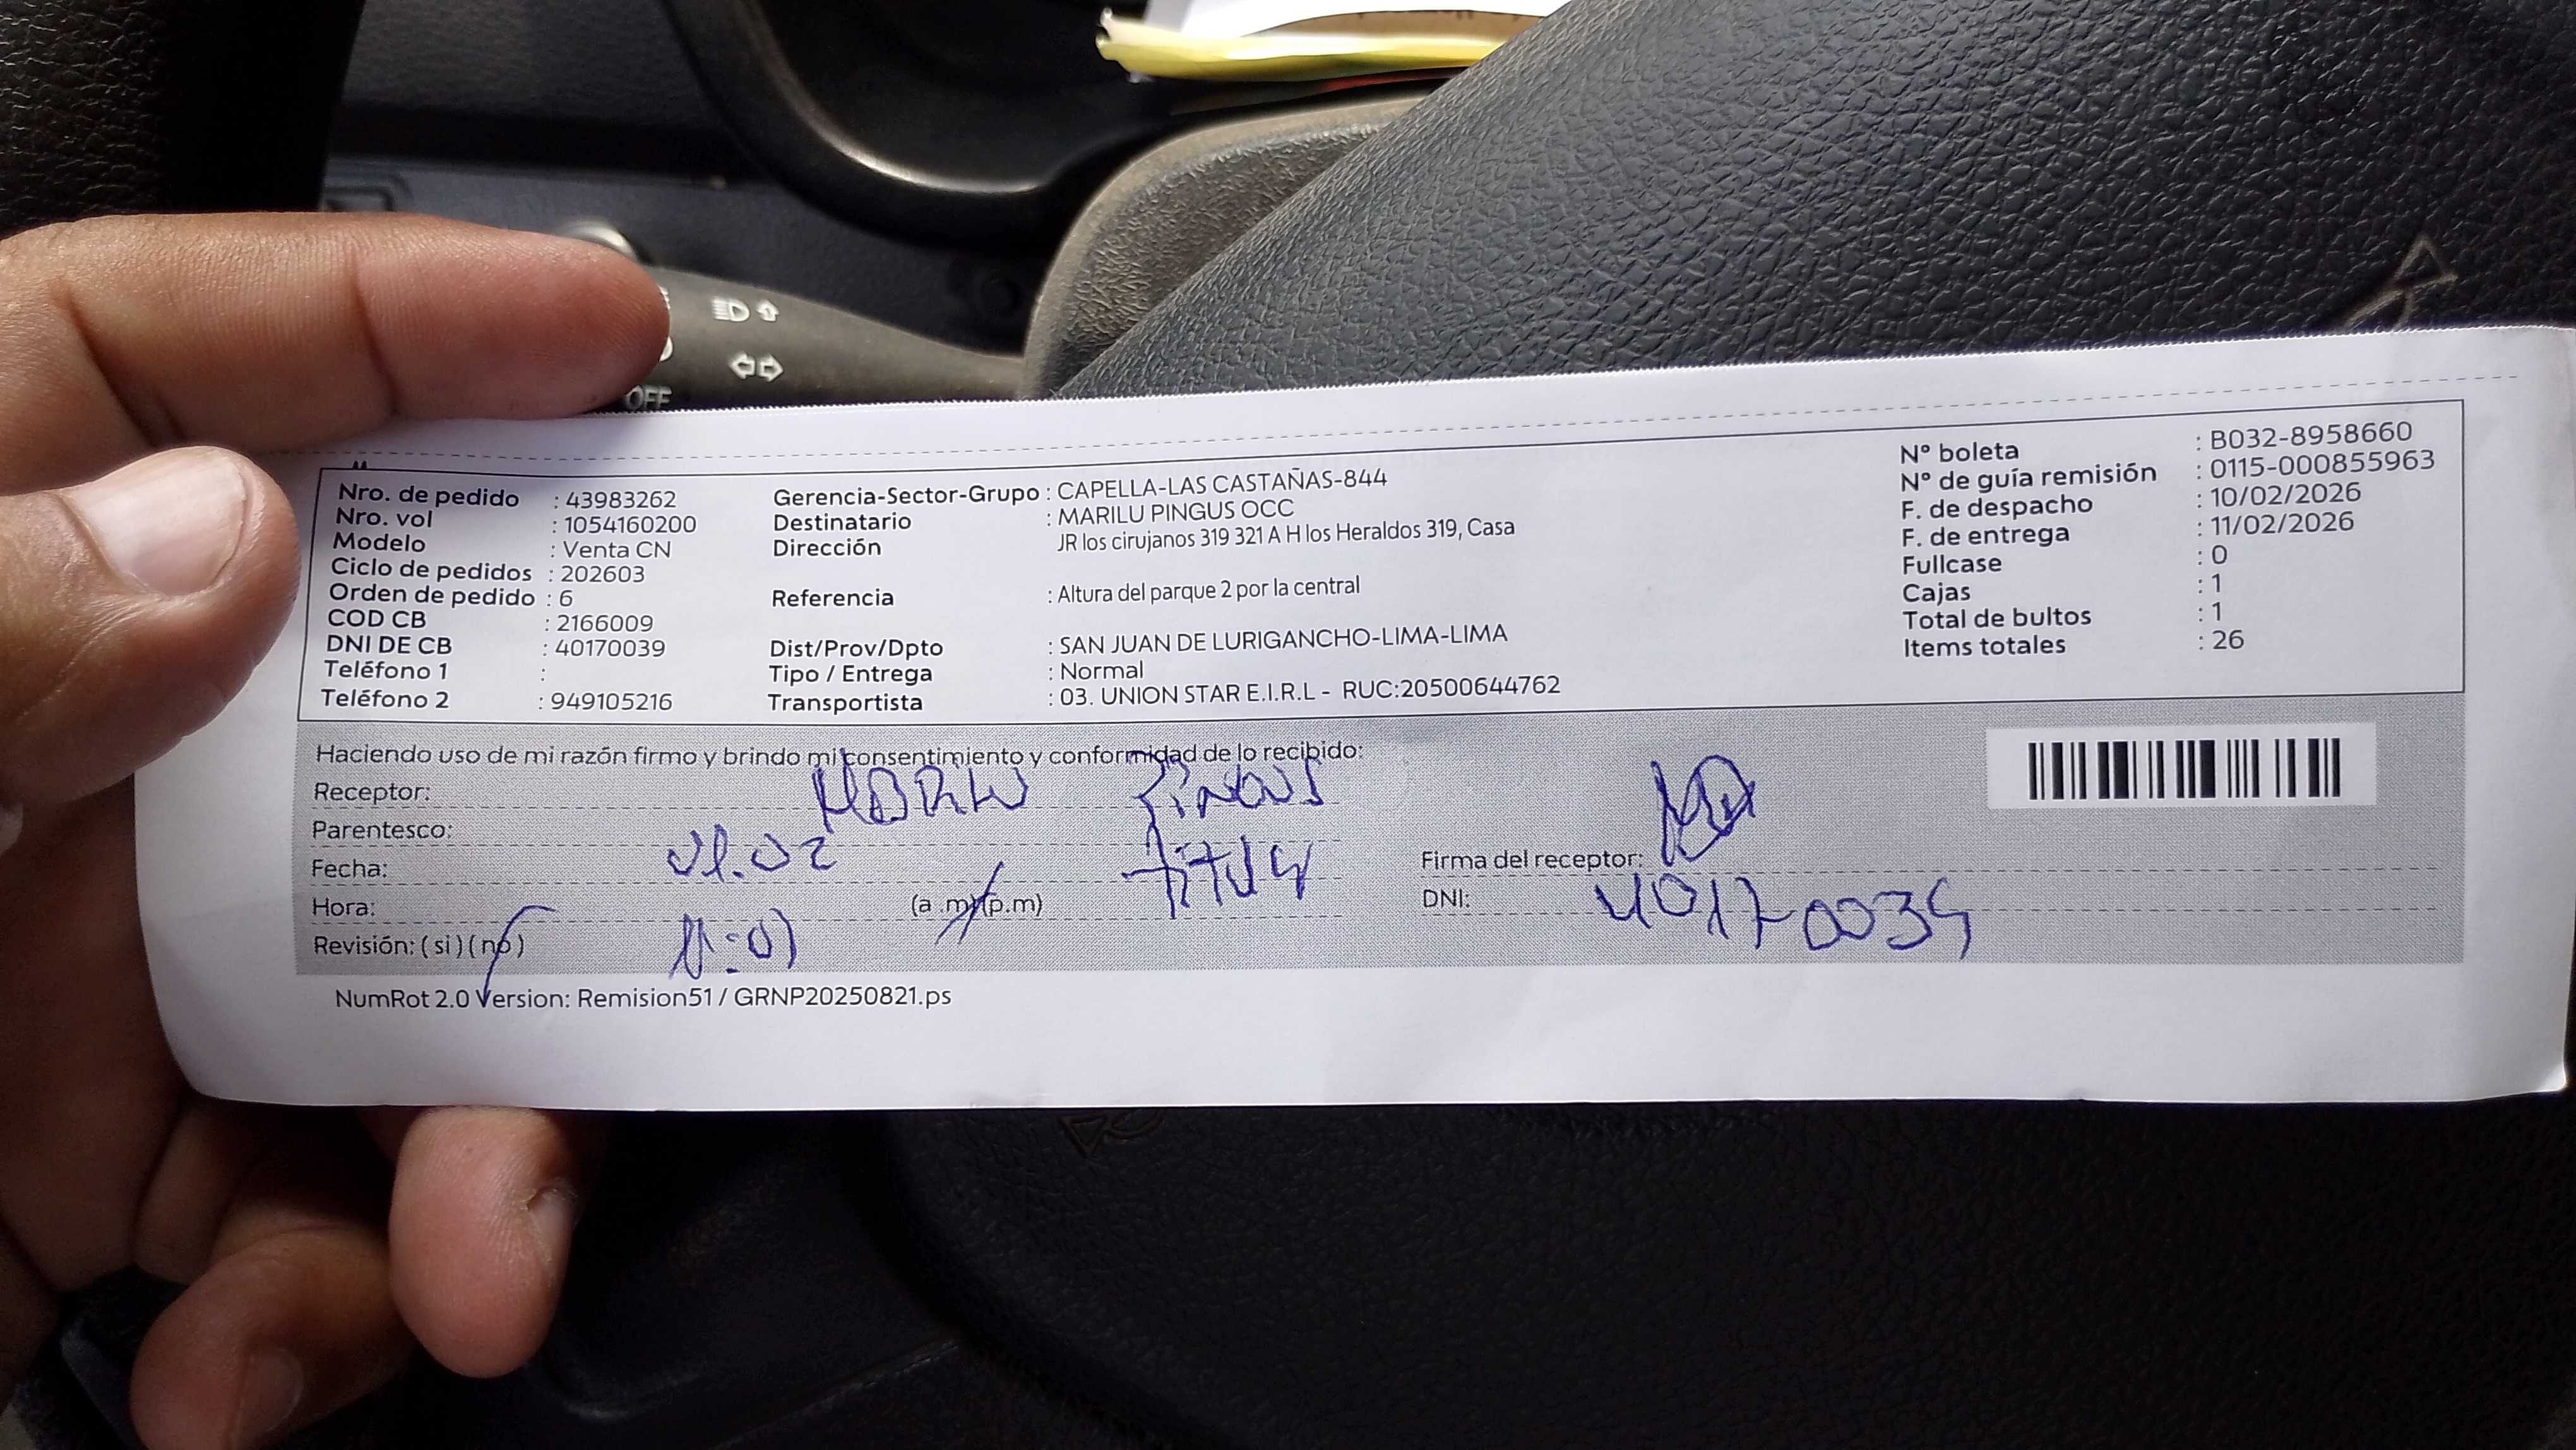 OFF
Nro. de pedido : 43983262
Nro. vol : 1054160200
Modelo : Venta CN
Ciclo de pedidos : 202603
Orden de pedido : 6
COD CB : 2166009
DNI DE CB : 40170039
Teléfono 1 :
Teléfono 2 : 949105216
Gerencia-Sector-Grupo : CAPELLA-LAS CASTAÑAS-844
Destinatario : MARILU PINGUS OCC
Dirección JR los cirujanos 319 321 A H los Heraldos 319, Casa
Referencia : Altura del parque 2 por la central
Dist/Prov/Dpto : SAN JUAN DE LURIGANCHO-LIMA-LIMA
Tipo / Entrega : Normal
Transportista : 03. UNION STAR E.I.R.L - RUC:20500644762
N° boleta : B032-8958660
N° de guía remisión : 0115-000855963
F. de despacho : 10/02/2026
F. de entrega : 11/02/2026
Fullcase : 0
Cajas : 1
Total de bultos : 1
Items totales : 26
Haciendo uso de mi razón firmo y brindo mi consentimiento y conformidad de lo recibido:
Receptor: Pingus
Parentesco:
Fecha:
Hora: (a .m) (p.m)
Revisión: ( si ) ( no )
Firma del receptor:
DNI: 40170039
NumRot 2.0 Version: Remision51 / GRNP20250821.ps